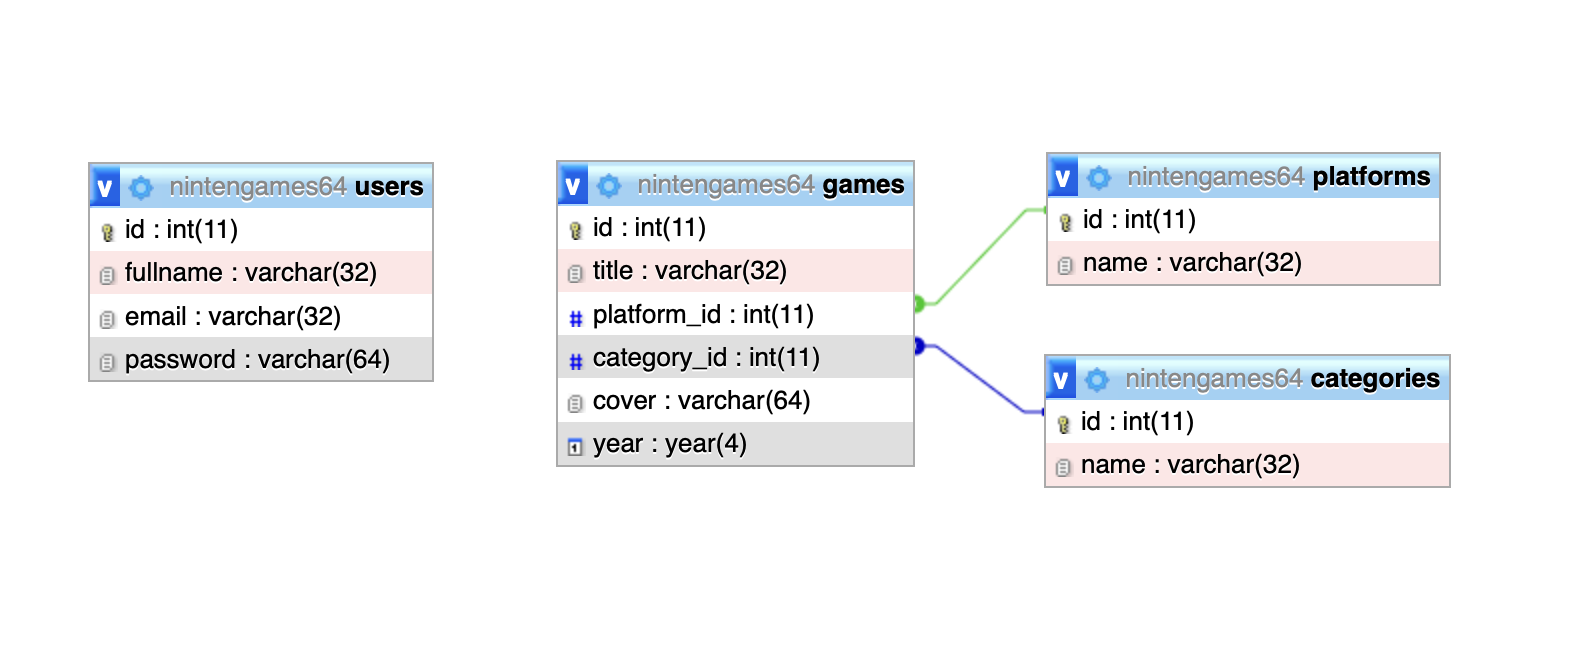 v nintengames64 users
id : int(11)
fullname : varchar(32)
email : varchar(32)
password : varchar(64)
v nintengames64 games
id : int(11)
title : varchar(32)
# platform_id : int(11)
# category_id : int(11)
cover : varchar(64)
year : year(4)
v nintengames64 platforms
id : int(11)
name : varchar(32)
v nintengames64 categories
id : int(11)
name : varchar(32)